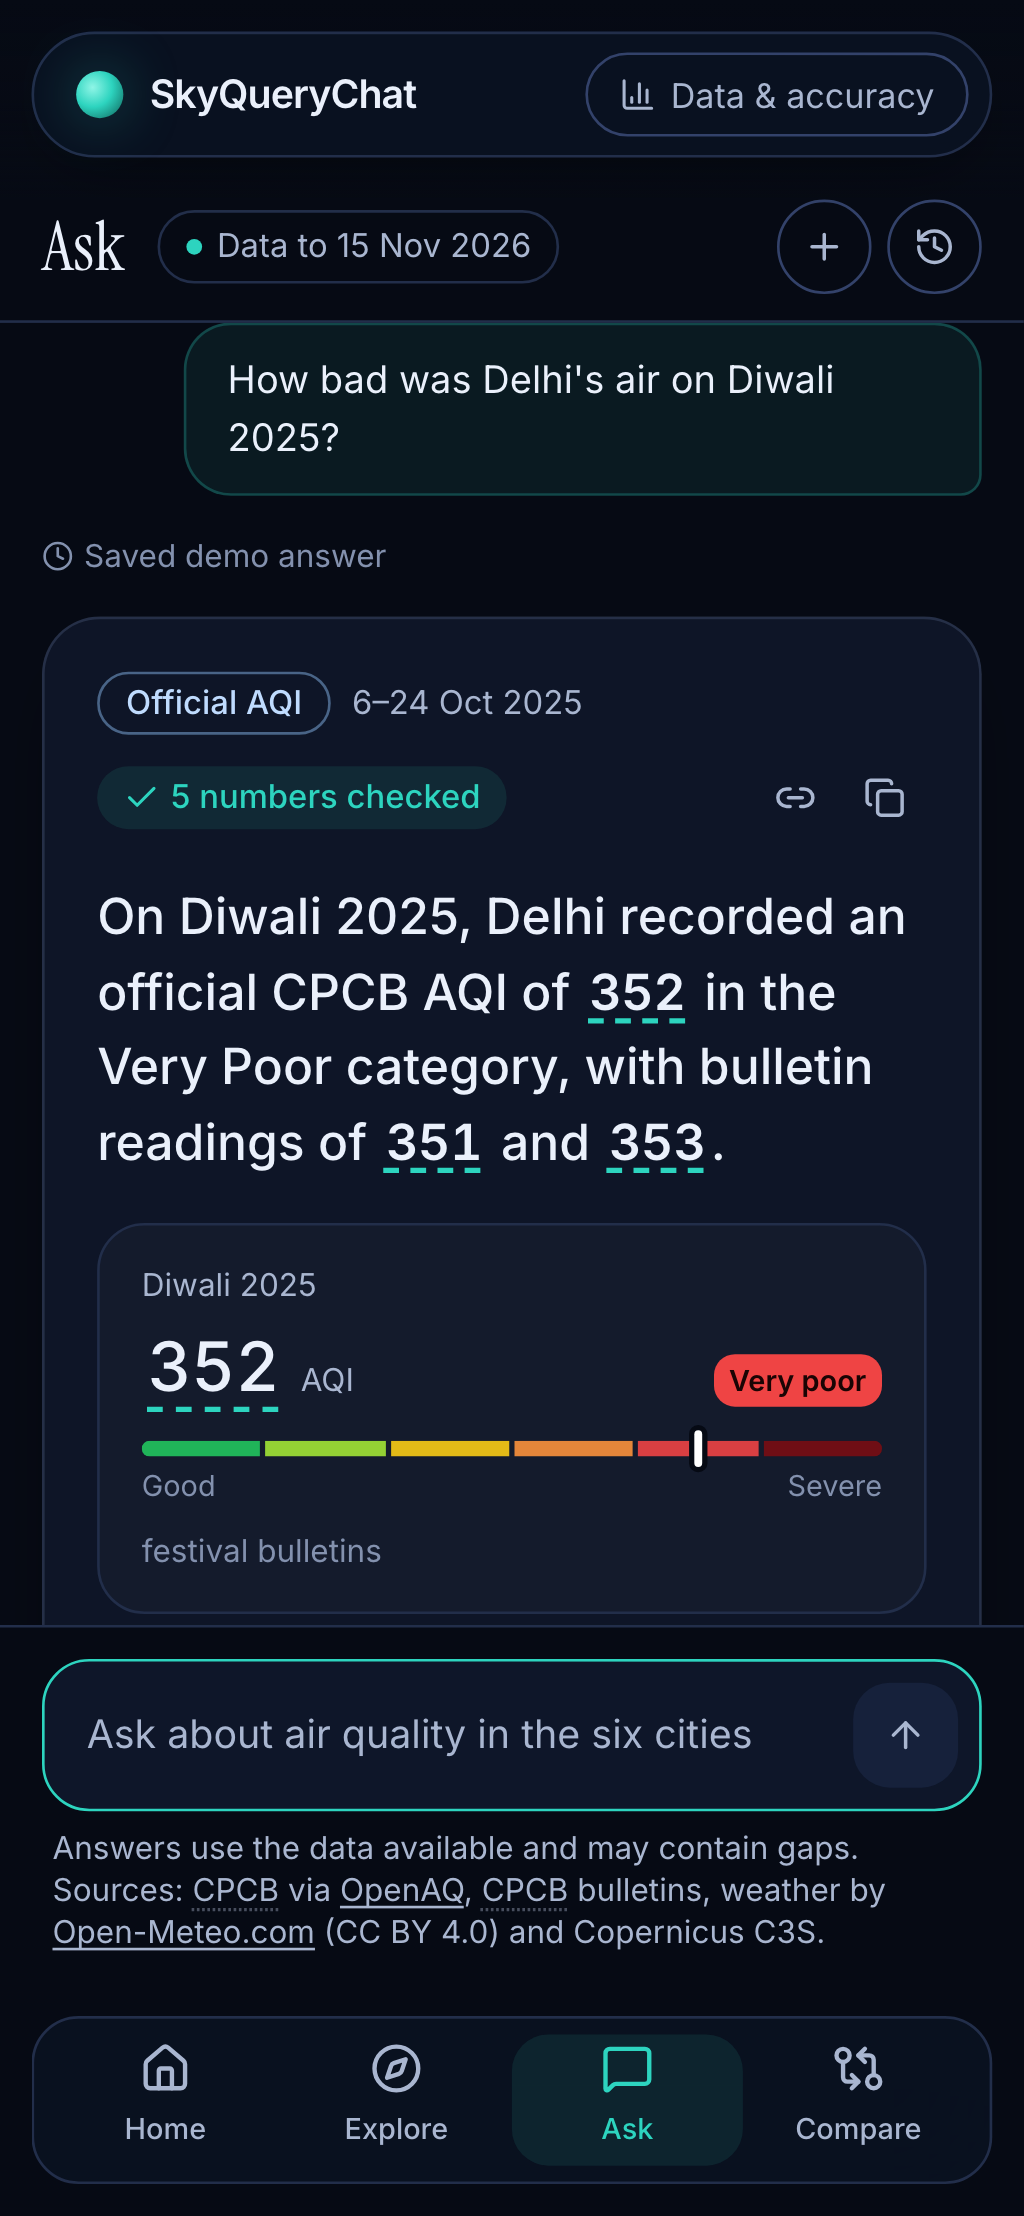 SkyQueryChat
Data & accuracy
Ask
Data to 15 Nov 2026
How bad was Delhi's air on Diwali
2025?
Saved demo answer
Official AQI
6–24 Oct 2025
5 numbers checked
On Diwali 2025, Delhi recorded an
official CPCB AQI of 352 in the
Very Poor category, with bulletin
readings of 351 and 353.
Diwali 2025
352 AQI
Very poor
Good
Severe
festival bulletins
Ask about air quality in the six cities
Answers use the data available and may contain gaps.
Sources: CPCB via OpenAQ, CPCB bulletins, weather by
Open-Meteo.com (CC BY 4.0) and Copernicus C3S.
Home
Explore
Ask
Compare